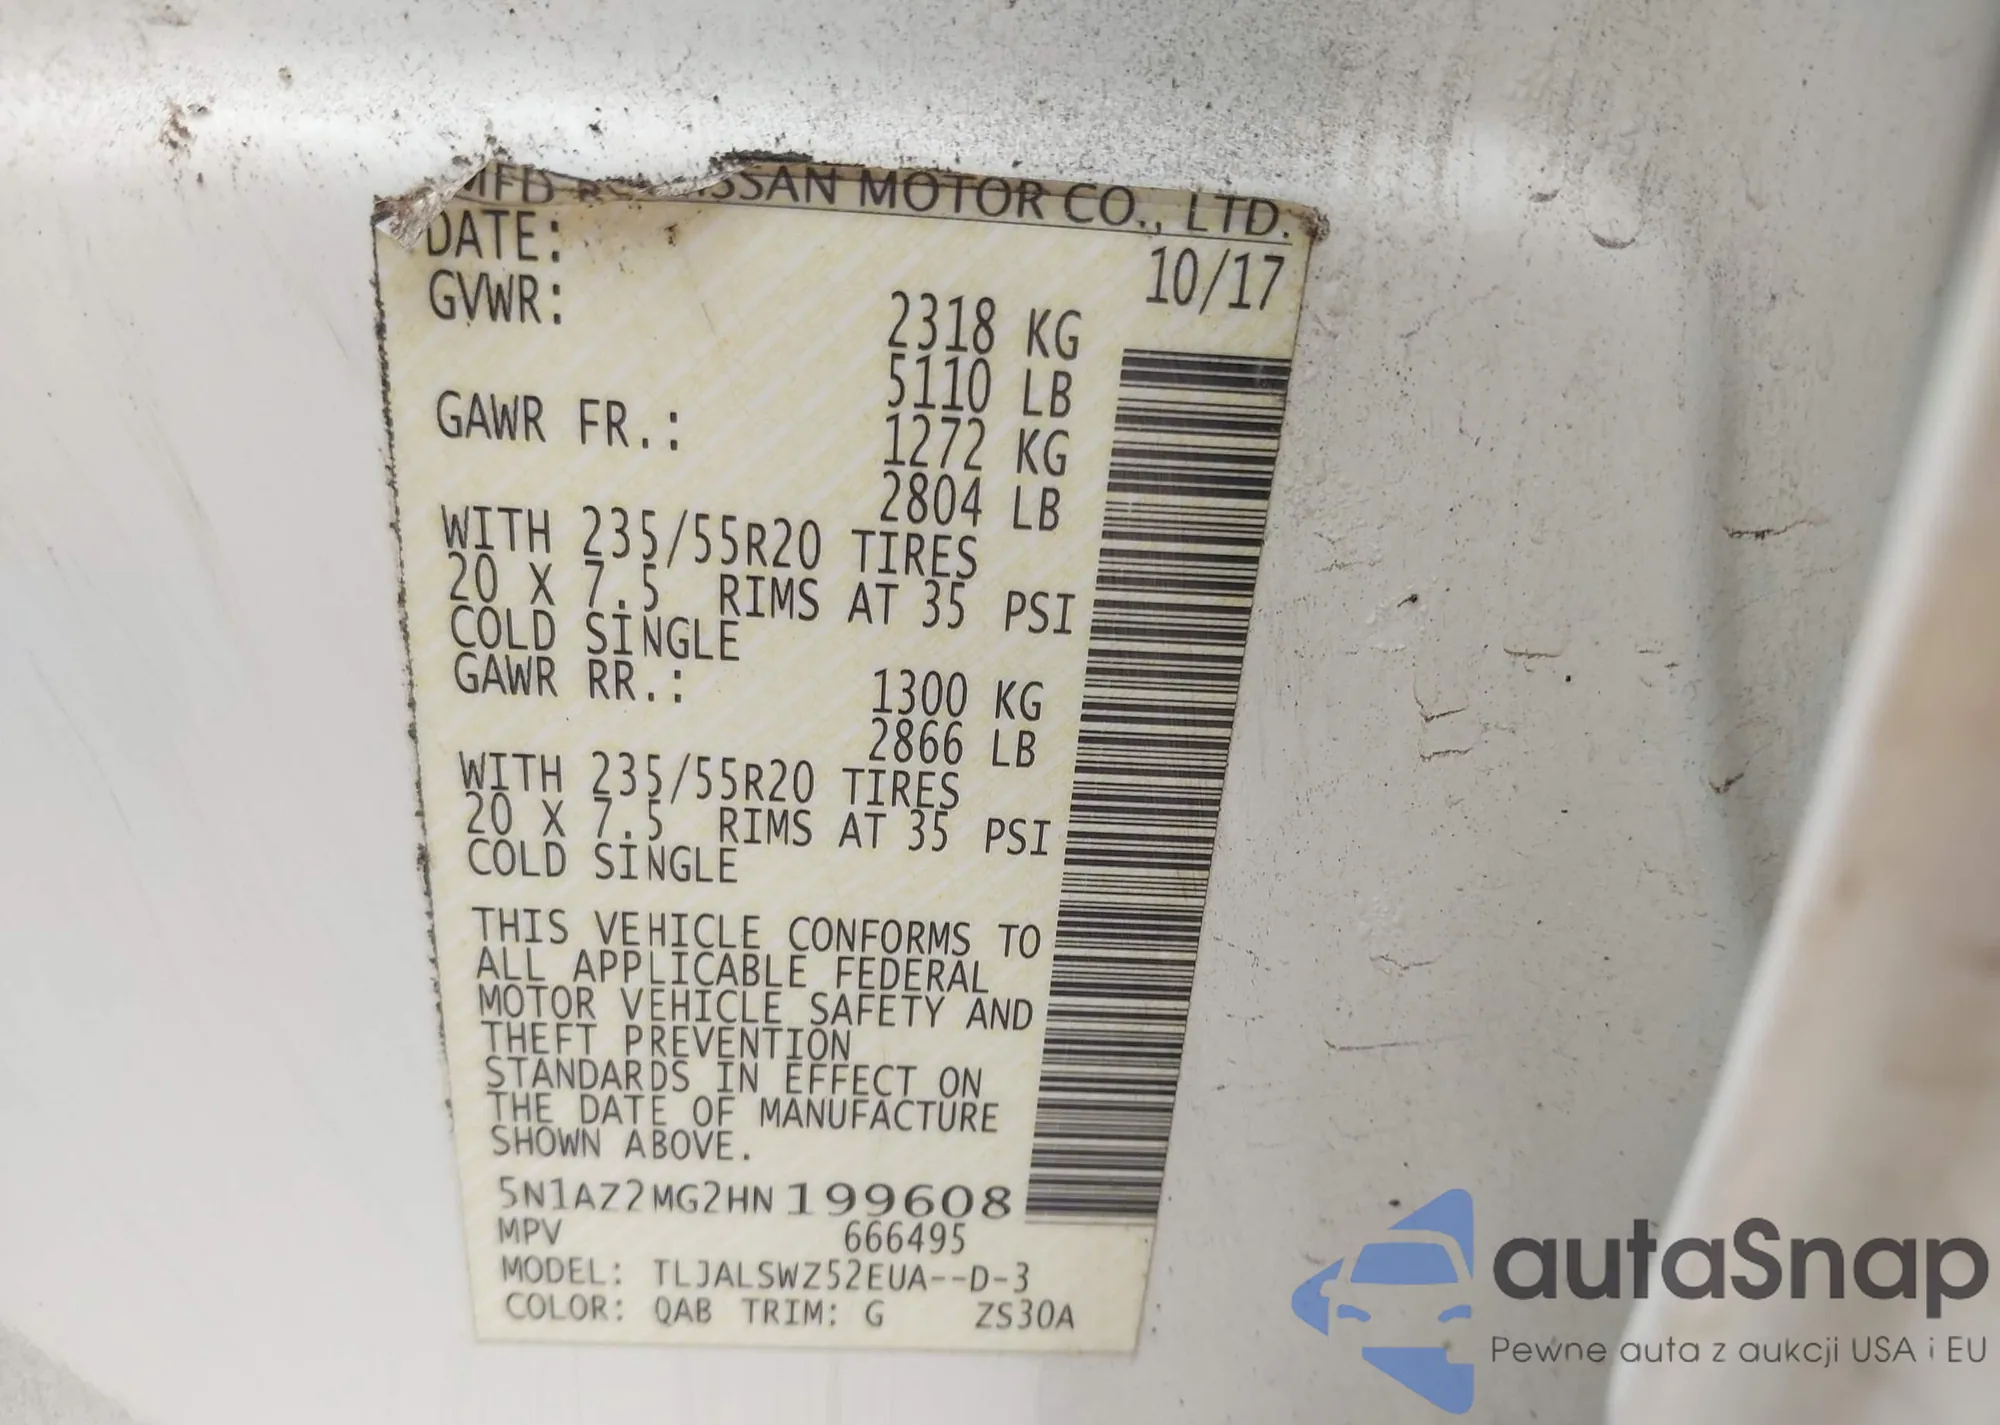 MFD BY NISSAN MOTOR CO., LTD.
DATE: 10/17
GVWR: 2318 KG
5110 LB
GAWR FR.: 1272 KG
2804 LB
WITH 235/55R20 TIRES
20 X 7.5 RIMS AT 35 PSI
COLD SINGLE
GAWR RR.: 1300 KG
2866 LB
WITH 235/55R20 TIRES
20 X 7.5 RIMS AT 35 PSI
COLD SINGLE
THIS VEHICLE CONFORMS TO
ALL APPLICABLE FEDERAL
MOTOR VEHICLE SAFETY AND
THEFT PREVENTION
STANDARDS IN EFFECT ON
THE DATE OF MANUFACTURE
SHOWN ABOVE.
5N1AZ2MG2HN199608
MPV 666495
MODEL: TLJALSWZ52EUA--D-3
COLOR: QAB TRIM: G ZS30A
autaSnap
Pewne auta z aukcji USA i EU